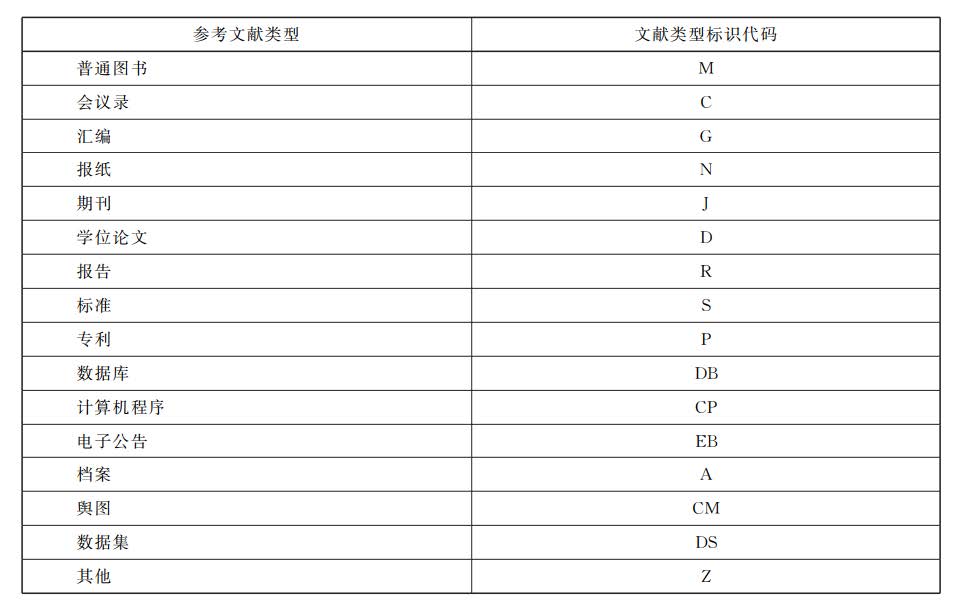 参考文献类型 文献类型标识代码
普通图书 M
会议录 C
汇编 G
报纸 N
期刊 J
学位论文 D
报告 R
标准 S
专利 P
数据库 DB
计算机程序 CP
电子公告 EB
档案 A
舆图 CM
数据集 DS
其他 Z